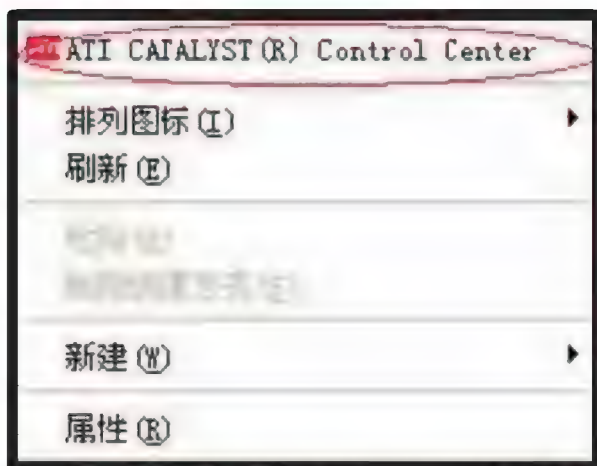 ATI CATALYST(R) Control Center
排列图标(I)
刷新(E)
新建(W)
属性(R)